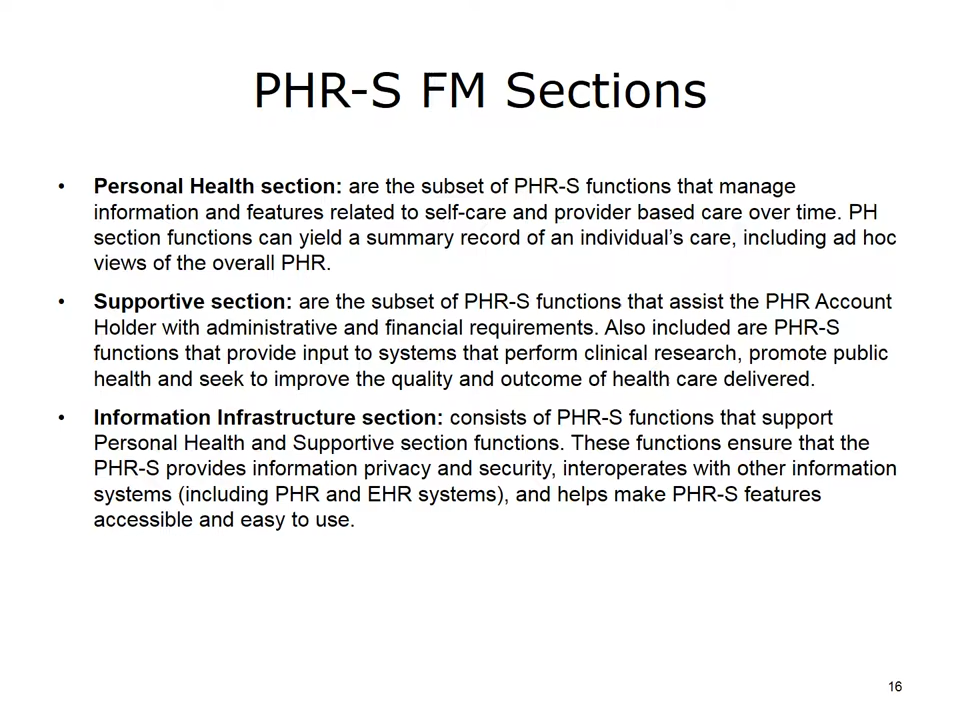 PHR-S FM Sections
• Personal Health section: are the subset of PHR-S functions that manage
information and features related to self-care and provider based care over time. PH
section functions can yield a summary record of an individual's care, including ad hoc
views of the overall PHR.
• Supportive section: are the subset of PHR-S functions that assist the PHR Account
Holder with administrative and financial requirements. Also included are PHR-S
functions that provide input to systems that perform clinical research, promote public
health and seek to improve the quality and outcome of health care delivered.
• Information Infrastructure section: consists of PHR-S functions that support
Personal Health and Supportive section functions. These functions ensure that the
PHR-S provides information privacy and security, interoperates with other information
systems (including PHR and EHR systems), and helps make PHR-S features
accessible and easy to use.
16